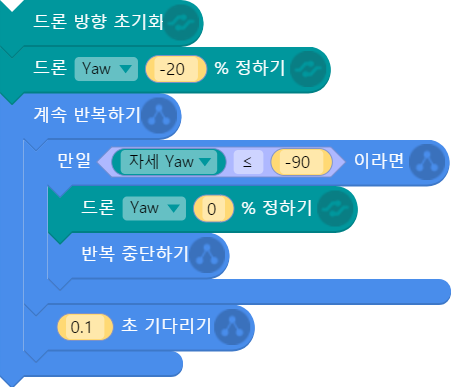 드론 방향 초기화
드론 Yaw -20 % 정하기
계속 반복하기
만일 자세 Yaw ≤ -90 이라면
드론 Yaw 0 % 정하기
반복 중단하기
0.1 초 기다리기